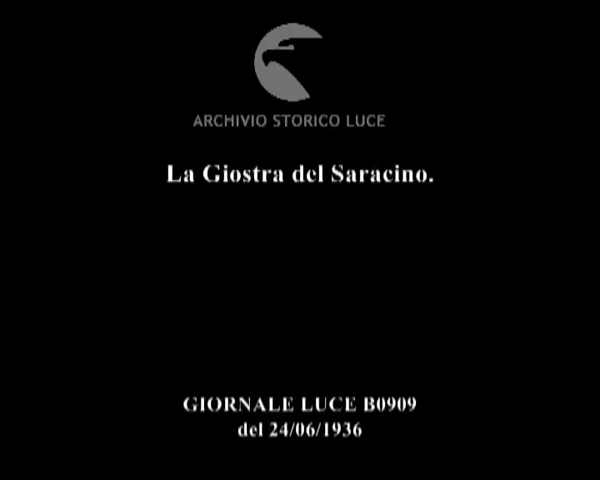 ARCHIVIO STORICO LUCE
La Giostra del Saracino.
GIORNALE LUCE B0909
del 24/06/1936